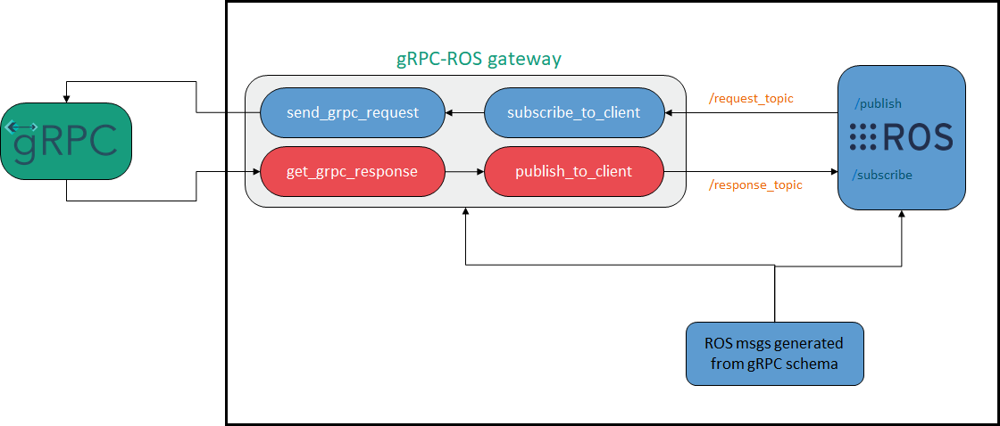 gRPC-ROS gateway
send_grpc_request
subscribe_to_client
/request_topic
/publish
gRPC
ROS
get_grpc_response
publish_to_client
/response_topic
/subscribe
ROS msgs generated
from gRPC schema